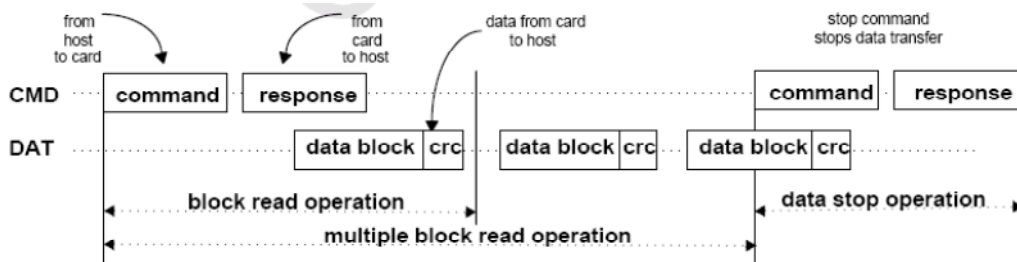 from
host
to card
from
card
to host
data from card
to host
stop command
stops data transfer
CMD
command
response
command
response
DAT
data block
crc
data block
crc
data block
crc
block read operation
data stop operation
multiple block read operation